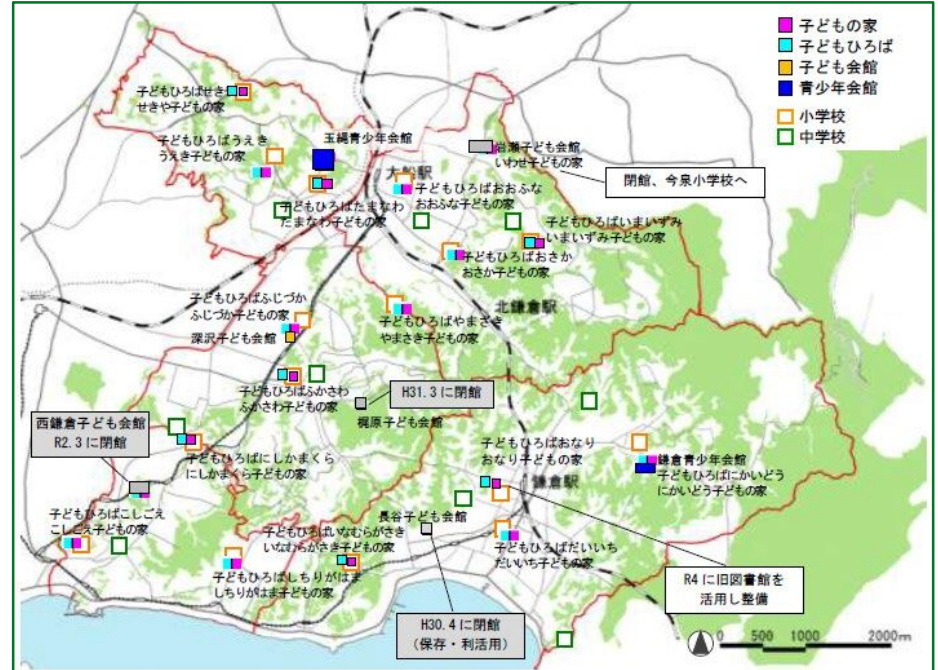 子どもの家
子どもひろば
子ども会館
青少年会館
小学校
中学校
子どもひろばせき
せきや子どもの家
子どもひろばうえき
うえき子どもの家
玉縄青少年会館
大船駅
岩瀬子ども会館
いわせ子どもの家
閉館、今泉小学校へ
子どもひろばたまなわ
たまなわ子どもの家
子どもひろばおおふな
おおふな子どもの家
子どもひろばいまいずみ
いまいずみ子どもの家
子どもひろばおさか
おさか子どもの家
北鎌倉駅
子どもひろばふじづか
ふじづか子どもの家
深沢子ども会館
子どもひろばやまざき
やまさき子どもの家
子どもひろばふかさわ
ふかさわ子どもの家
H31.3 に閉館
梶原子ども会館
西鎌倉子ども会館
R2.3 に閉館
子どもひろばにしかまくら
にしかまくら子どもの家
子どもひろばおなり
おなり子どもの家
鎌倉駅
鎌倉青少年会館
子どもひろばにかいどう
にかいどう子どもの家
子どもひろばこしごえ
こしごえ子どもの家
長谷子ども会館
子どもひろばいなむらがさき
いなむらがさき子どもの家
子どもひろばだいいち
だいいち子どもの家
子どもひろばしちりがはま
しちりがはま子どもの家
R4 に旧図書館を
活用し整備
H30.4 に閉館
（保存・利活用）
0 500 1000 2000m